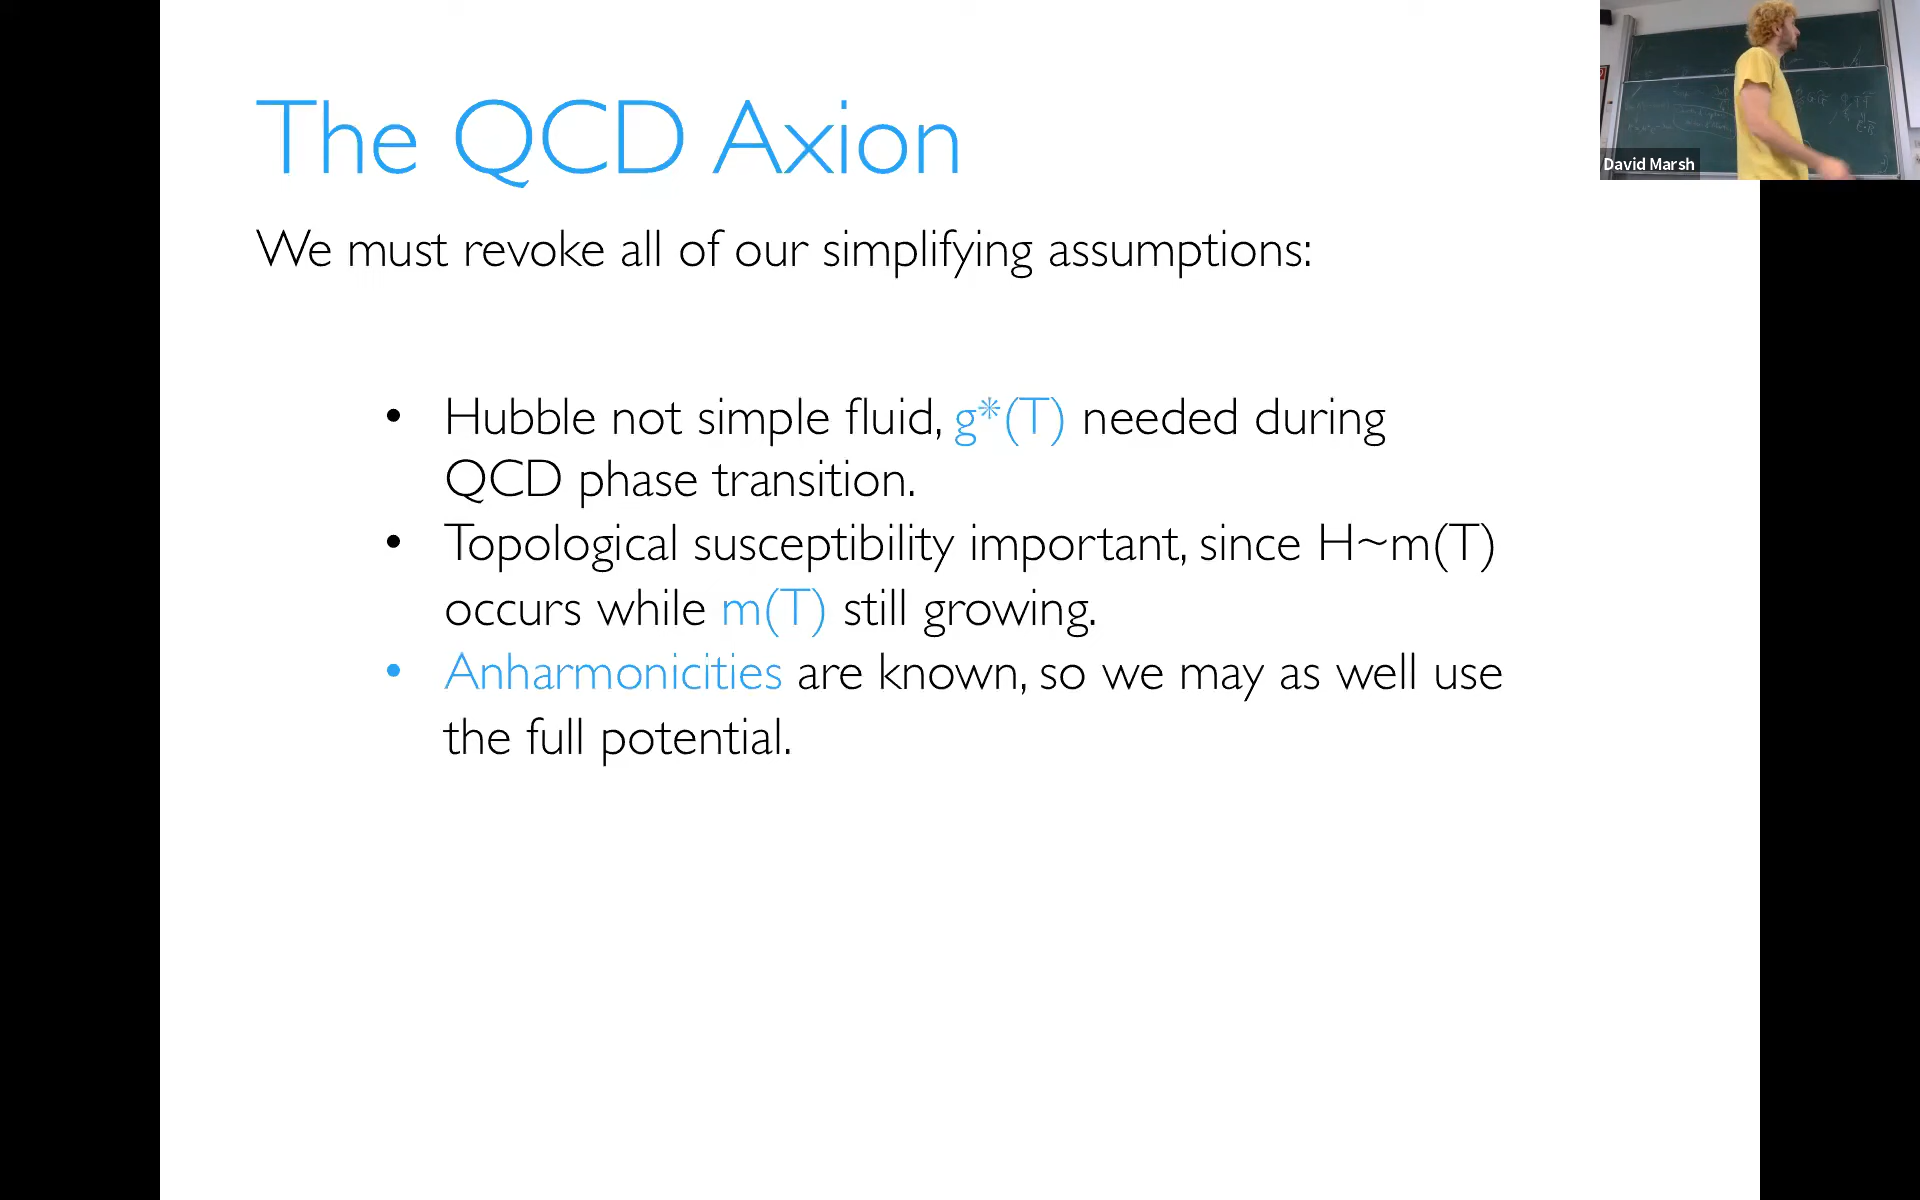 The QCD Axion
We must revoke all of our simplifying assumptions:
• Hubble not simple fluid, g*(T) needed during
QCD phase transition.
• Topological susceptibility important, since H~m(T)
occurs while m(T) still growing.
• Anharmonicities are known, so we may as well use
the full potential.
David Marsh